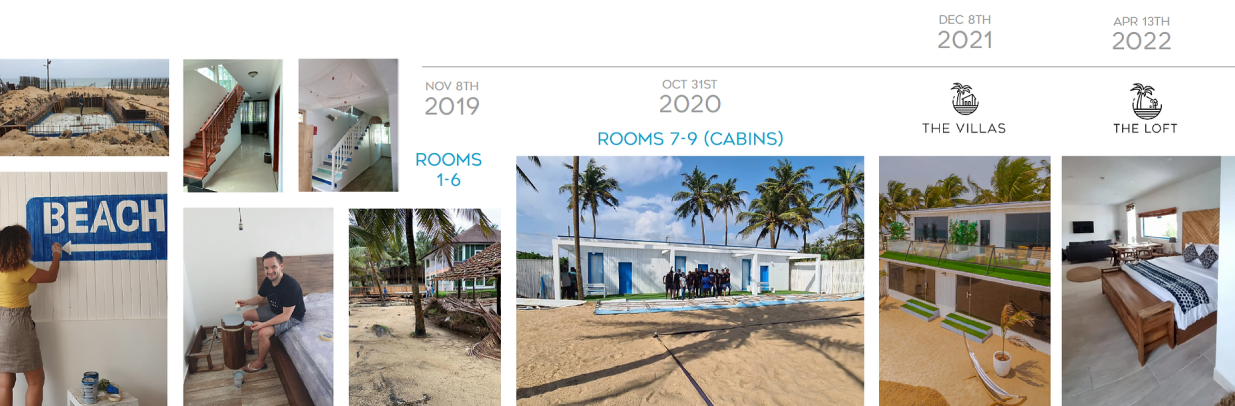 BEACH
NOV 8TH
2019
ROOMS
1-6
OCT 31ST
2020
ROOMS 7-9 (CABINS)
DEC 8TH
2021
THE VILLAS
APR 13TH
2022
THE LOFT